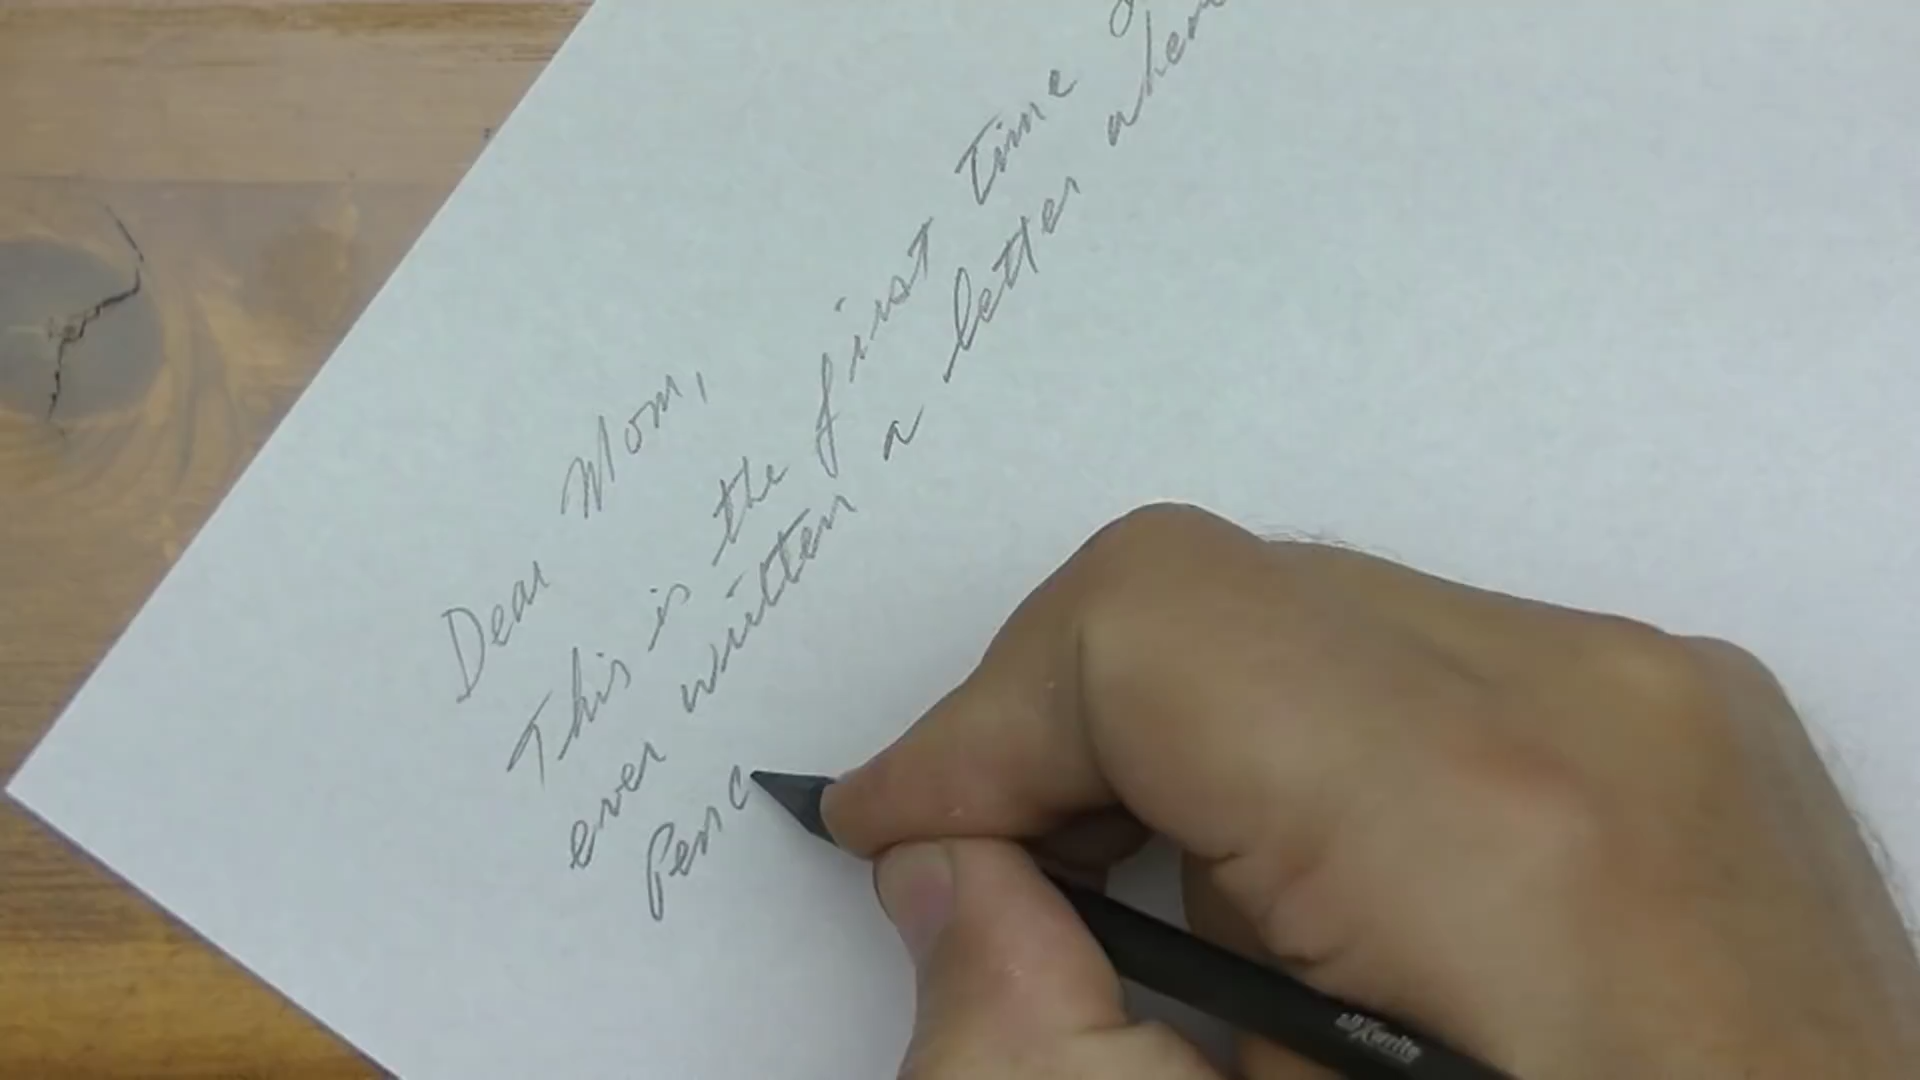 Dear Mom,
This is the first time
ever written a letter
Penc